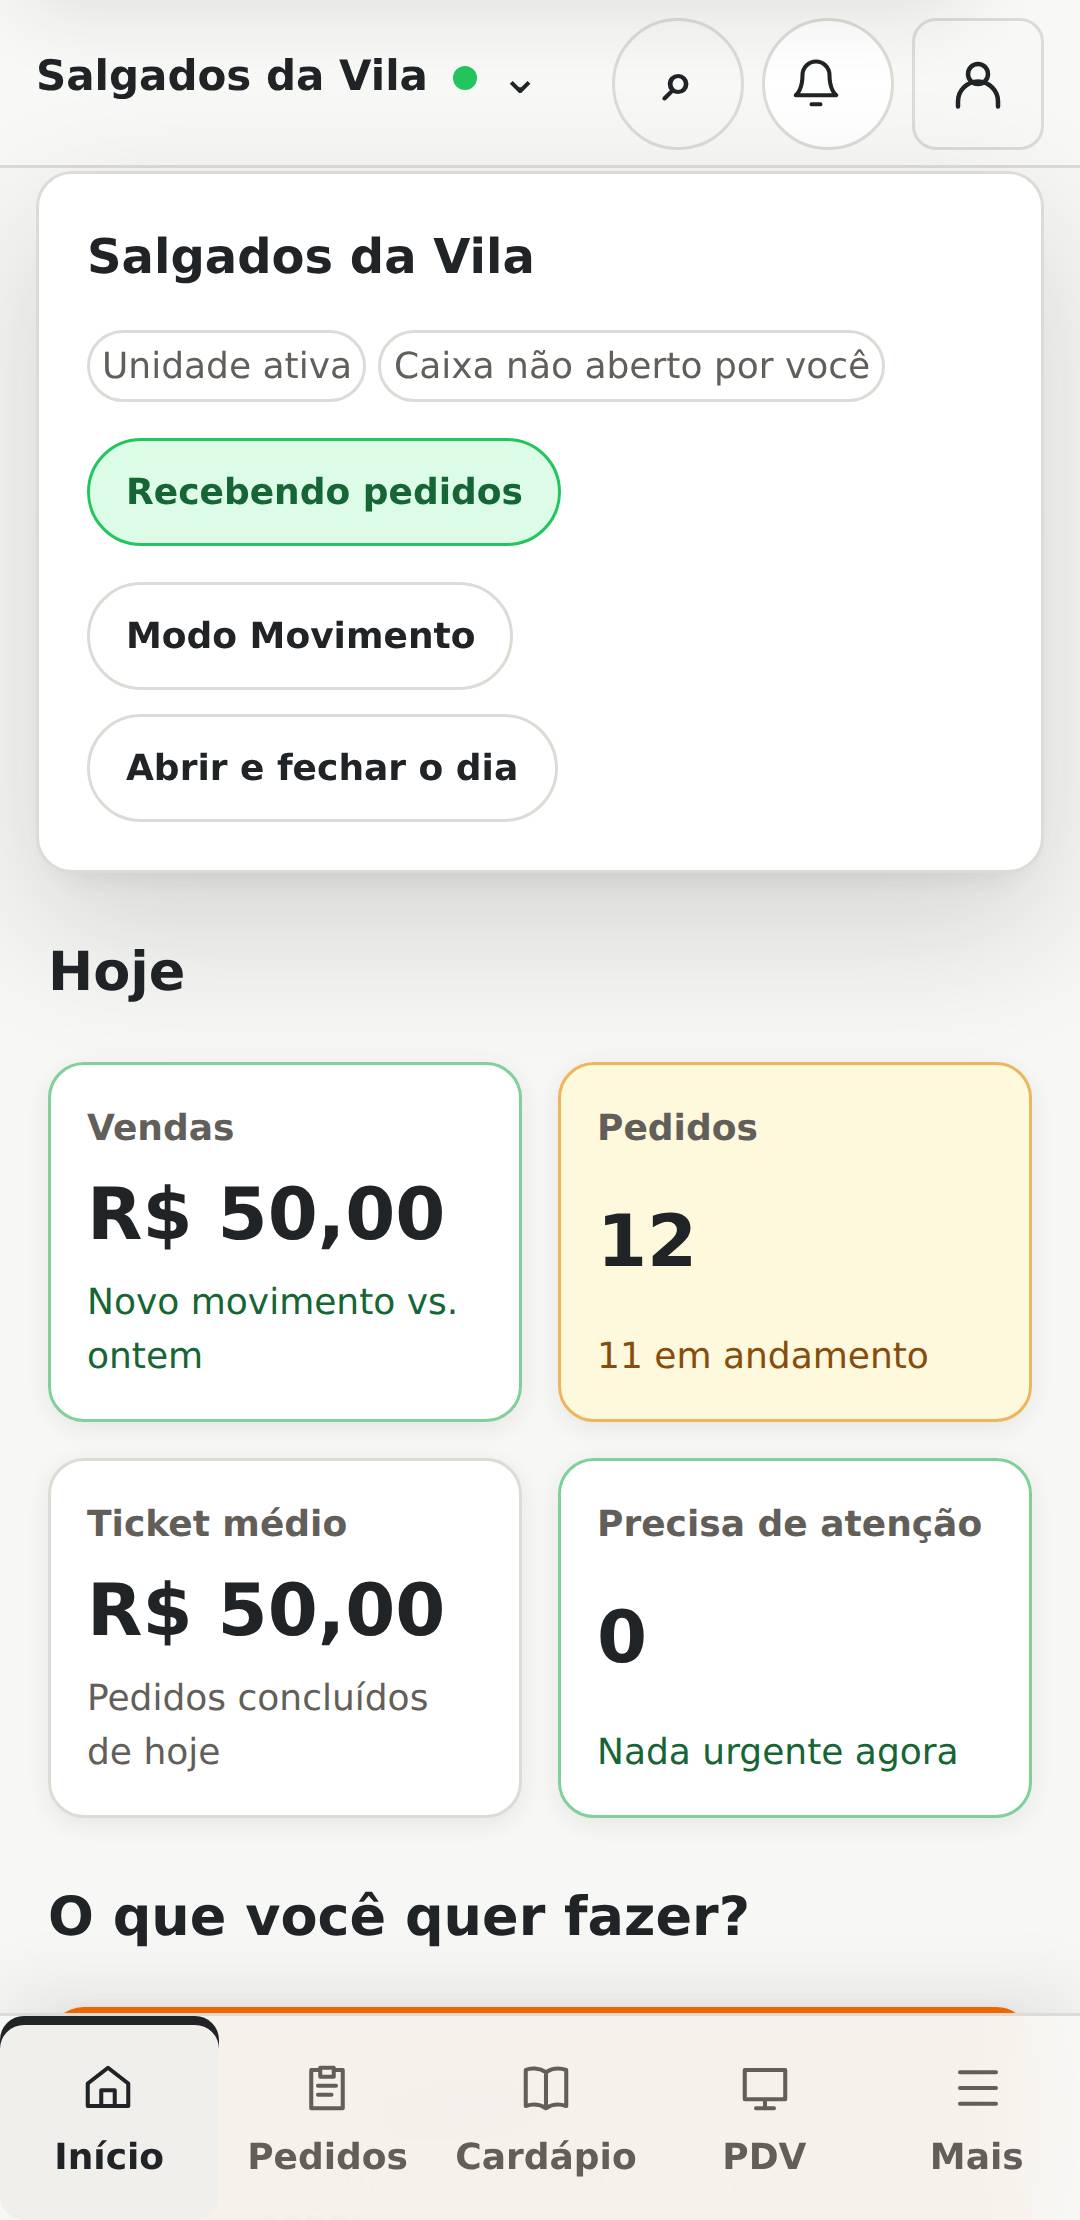 Salgados da Vila
Salgados da Vila
Unidade ativa
Caixa não aberto por você
Recebendo pedidos
Modo Movimento
Abrir e fechar o dia
Hoje
Vendas
R$ 50,00
Novo movimento vs.
ontem
Pedidos
12
11 em andamento
Ticket médio
R$ 50,00
Pedidos concluídos
de hoje
Precisa de atenção
0
Nada urgente agora
O que você quer fazer?
Início
Pedidos
Cardápio
PDV
Mais